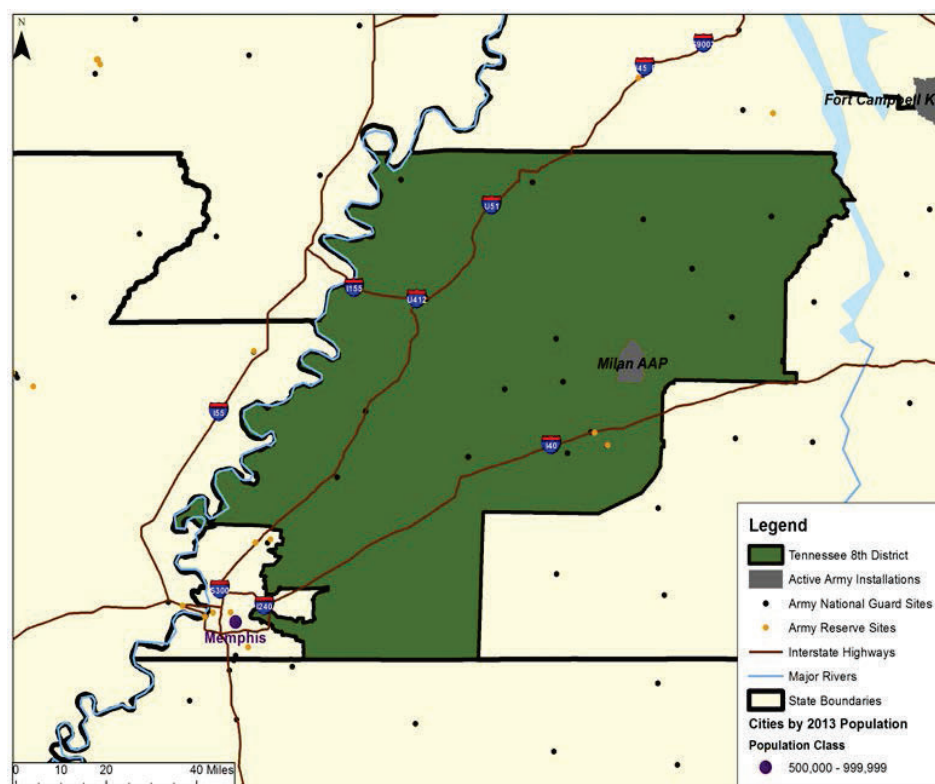 N
S9003
I45
Fort Campbell K
U51
I155
U412
Milan AAP
I55
I40
S300
I240
Memphis
Legend
Tennessee 8th District
Active Army Installations
Army National Guard Sites
Army Reserve Sites
Interstate Highways
Major Rivers
State Boundaries
Cities by 2013 Population
Population Class
500,000 - 999,999
0 10 20 40 Miles